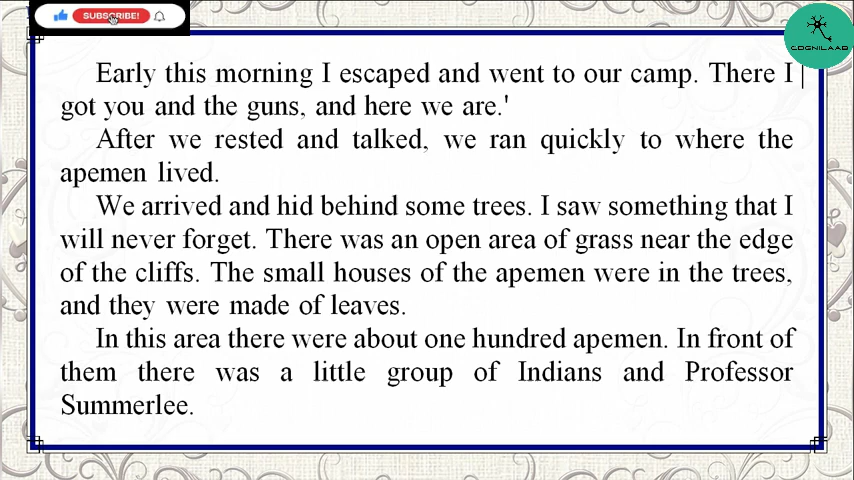 SUBSCRIBE!
COGNILAAB
Early this morning I escaped and went to our camp. There I
got you and the guns, and here we are.'
After we rested and talked, we ran quickly to where the
apemen lived.
We arrived and hid behind some trees. I saw something that I
will never forget. There was an open area of grass near the edge
of the cliffs. The small houses of the apemen were in the trees,
and they were made of leaves.
In this area there were about one hundred apemen. In front of
them there was a little group of Indians and Professor
Summerlee.